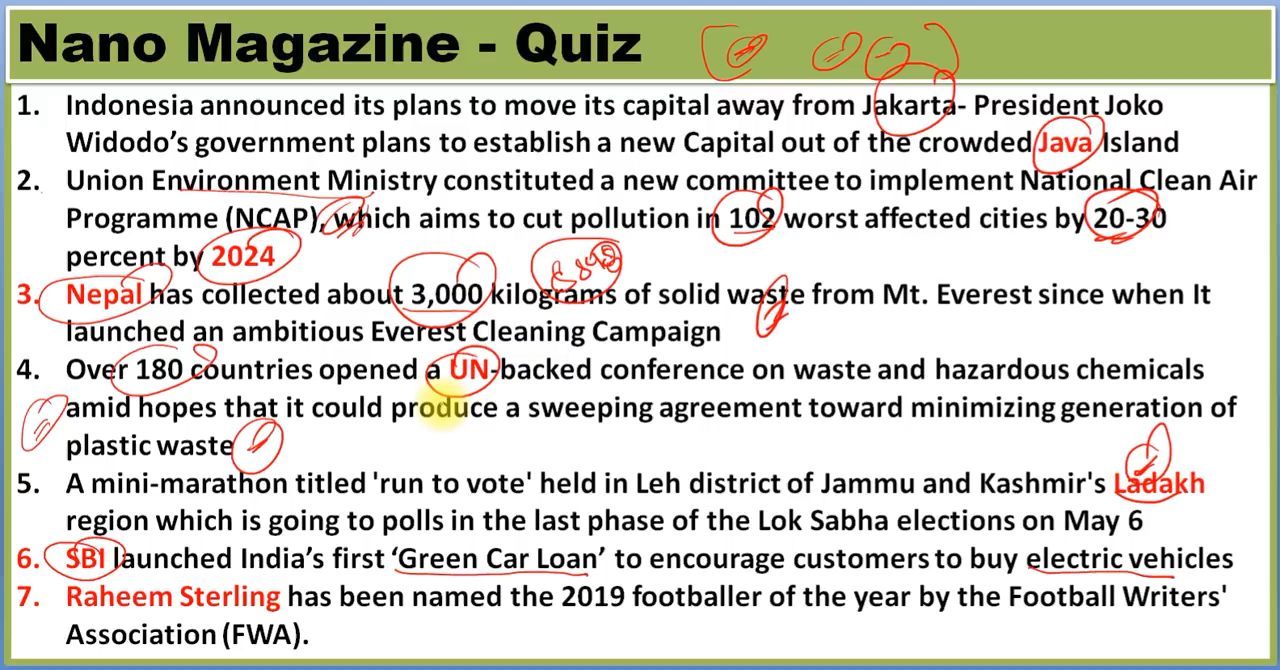 Nano Magazine - Quiz
1. Indonesia announced its plans to move its capital away from Jakarta- President Joko
Widodo's government plans to establish a new Capital out of the crowded Java Island
2. Union Environment Ministry constituted a new committee to implement National Clean Air
Programme (NCAP), which aims to cut pollution in 102 worst affected cities by 20-30
percent by 2024
3. Nepal has collected about 3,000 kilograms of solid waste from Mt. Everest since when It
launched an ambitious Everest Cleaning Campaign
4. Over 180 countries opened a UN-backed conference on waste and hazardous chemicals
amid hopes that it could produce a sweeping agreement toward minimizing generation of
plastic waste
5. A mini-marathon titled 'run to vote' held in Leh district of Jammu and Kashmir's Ladakh
region which is going to polls in the last phase of the Lok Sabha elections on May 6
6. SBI launched India's first 'Green Car Loan' to encourage customers to buy electric vehicles
7. Raheem Sterling has been named the 2019 footballer of the year by the Football Writers'
Association (FWA).